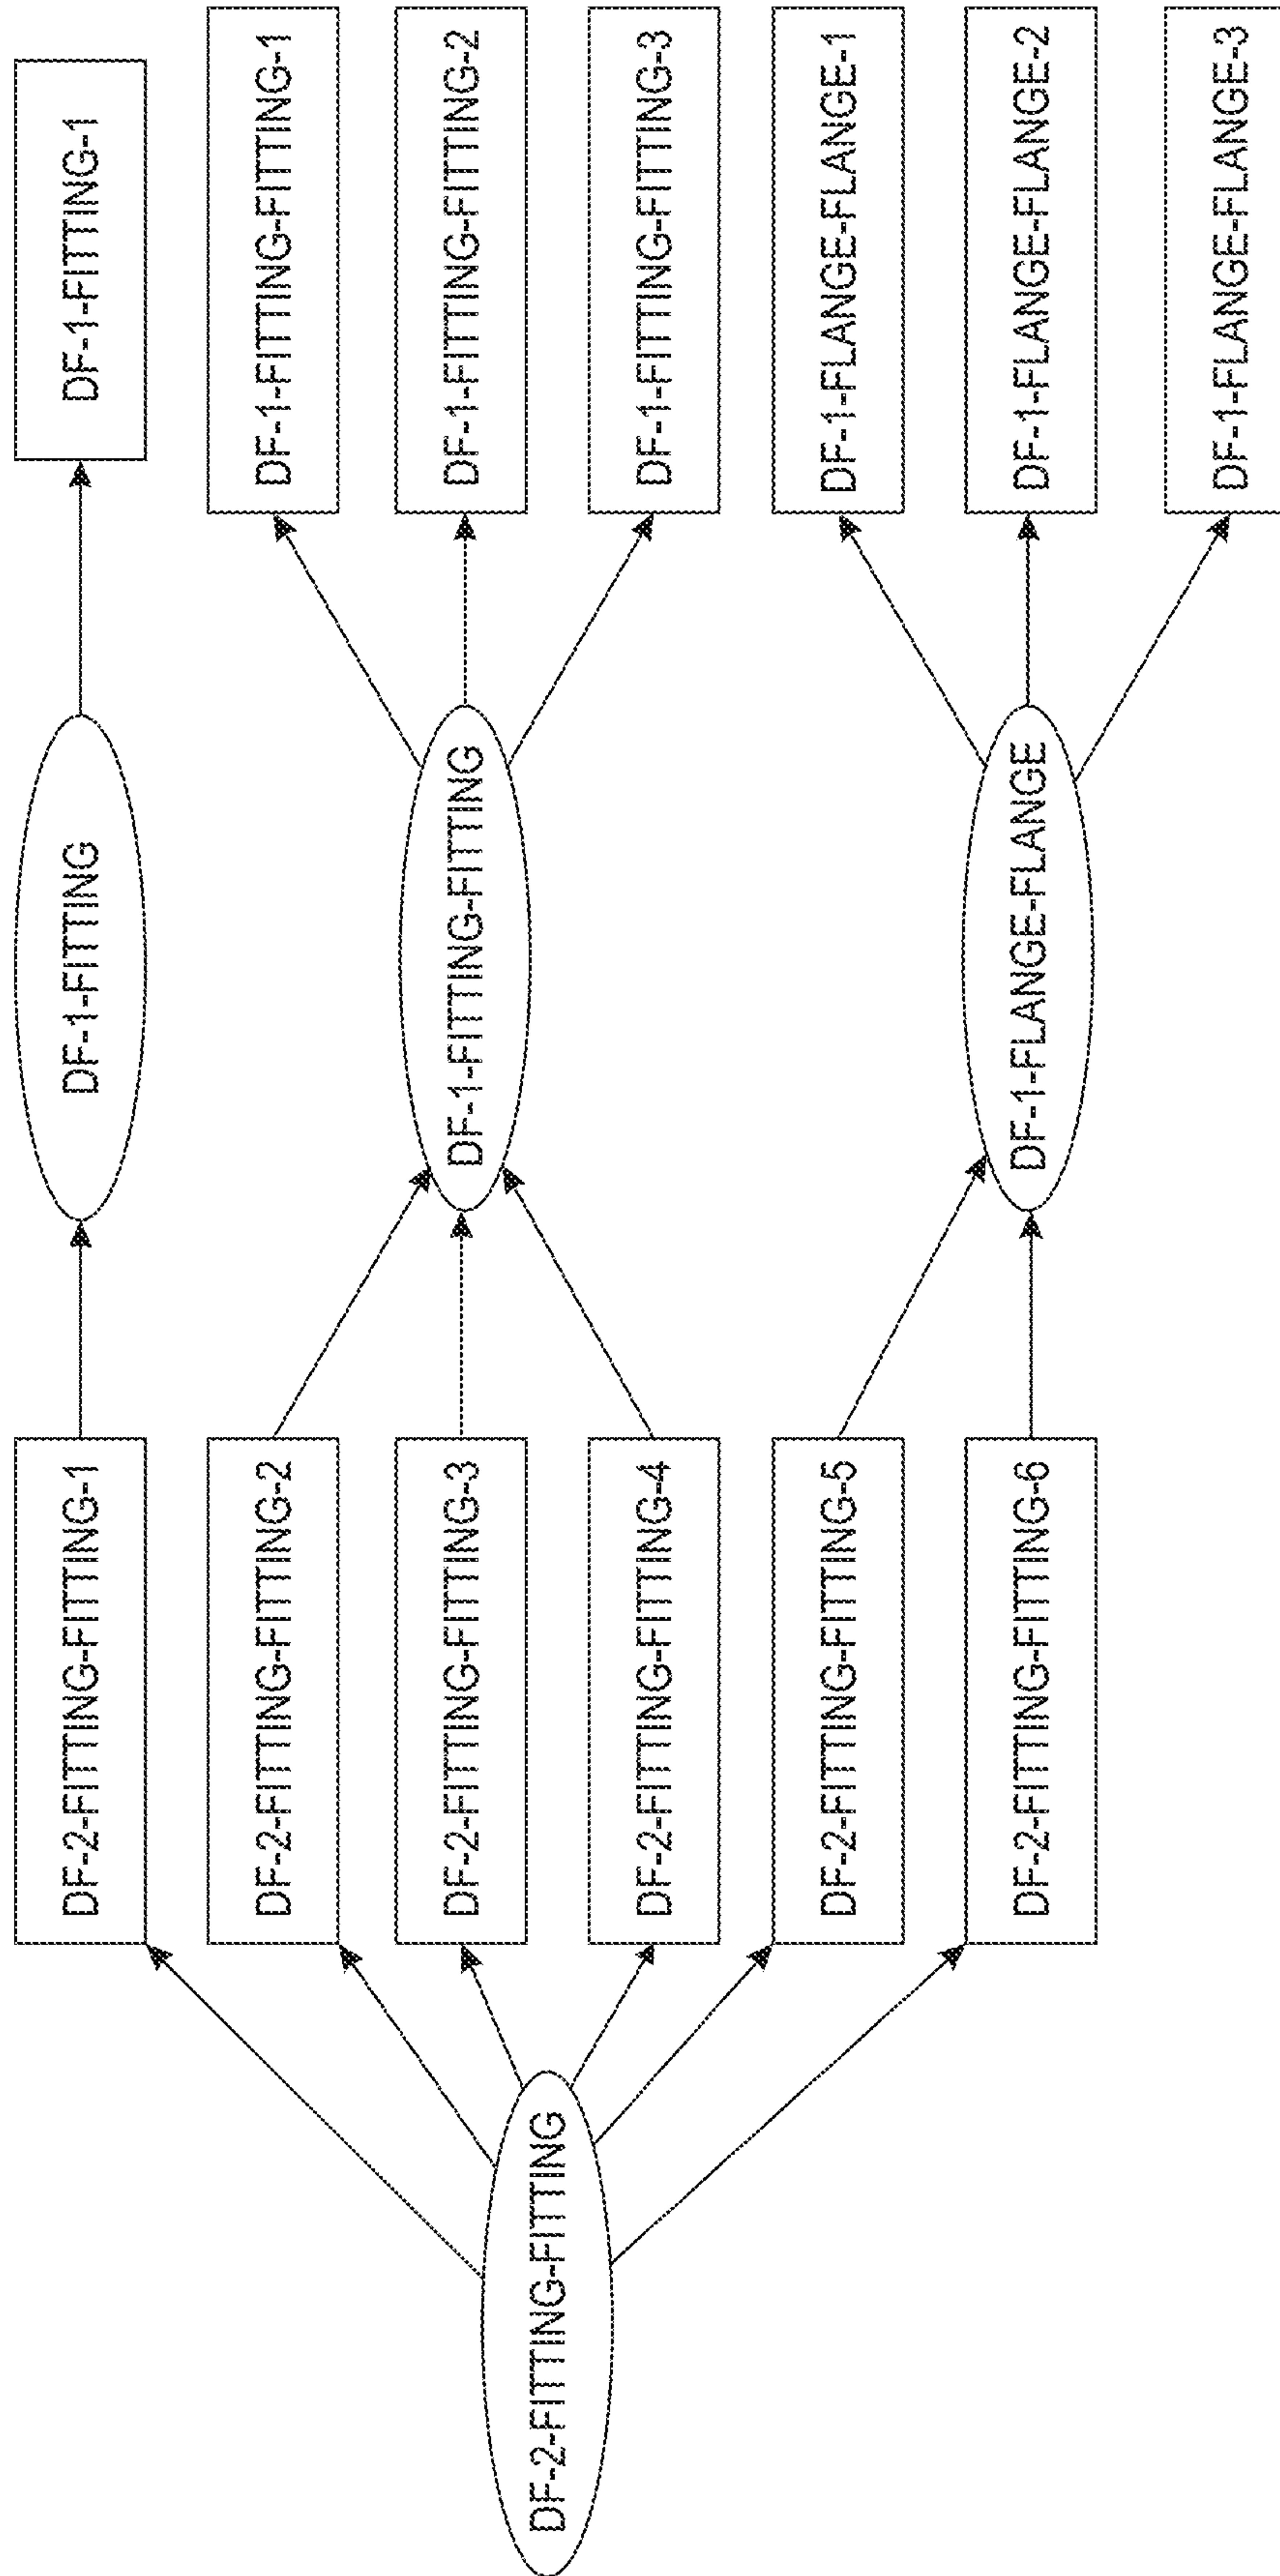 DF-2-FITTING-FITTING
DF-2-FITTING-FITTING-1
DF-2-FITTING-FITTING-2
DF-2-FITTING-FITTING-3
DF-2-FITTING-FITTING-4
DF-2-FITTING-FITTING-5
DF-2-FITTING-FITTING-6
DF-1-FITTING
DF-1-FITTING-FITTING
DF-1-FLANGE-FLANGE
DF-1-FITTING-1
DF-1-FITTING-FITTING-1
DF-1-FITTING-FITTING-2
DF-1-FITTING-FITTING-3
DF-1-FLANGE-FLANGE-1
DF-1-FLANGE-FLANGE-2
DF-1-FLANGE-FLANGE-3